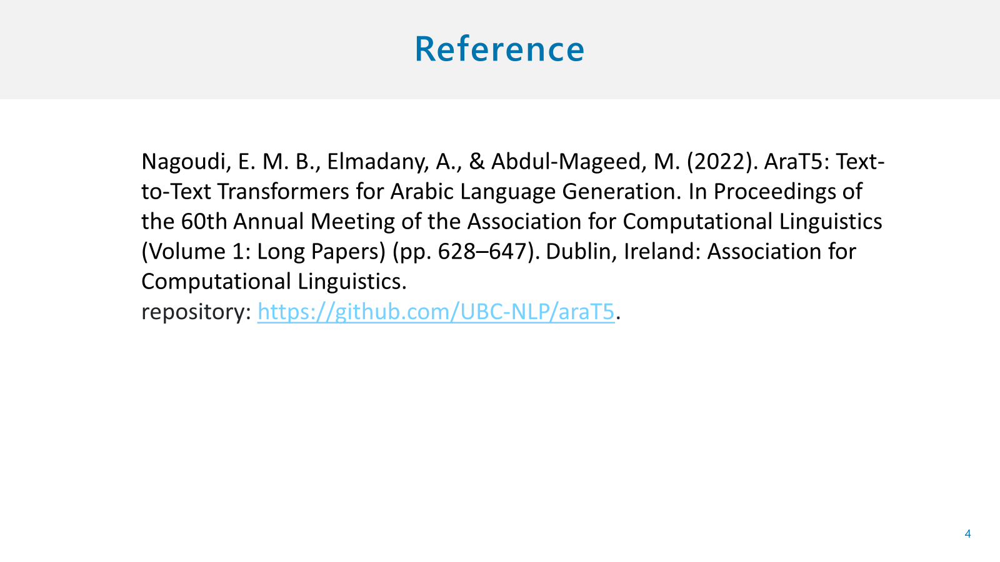 Reference
Nagoudi, E. M. B., Elmadany, A., & Abdul-Mageed, M. (2022). AraT5: Text-
to-Text Transformers for Arabic Language Generation. In Proceedings of
the 60th Annual Meeting of the Association for Computational Linguistics
(Volume 1: Long Papers) (pp. 628–647). Dublin, Ireland: Association for
Computational Linguistics.
repository: https://github.com/UBC-NLP/araT5.
4